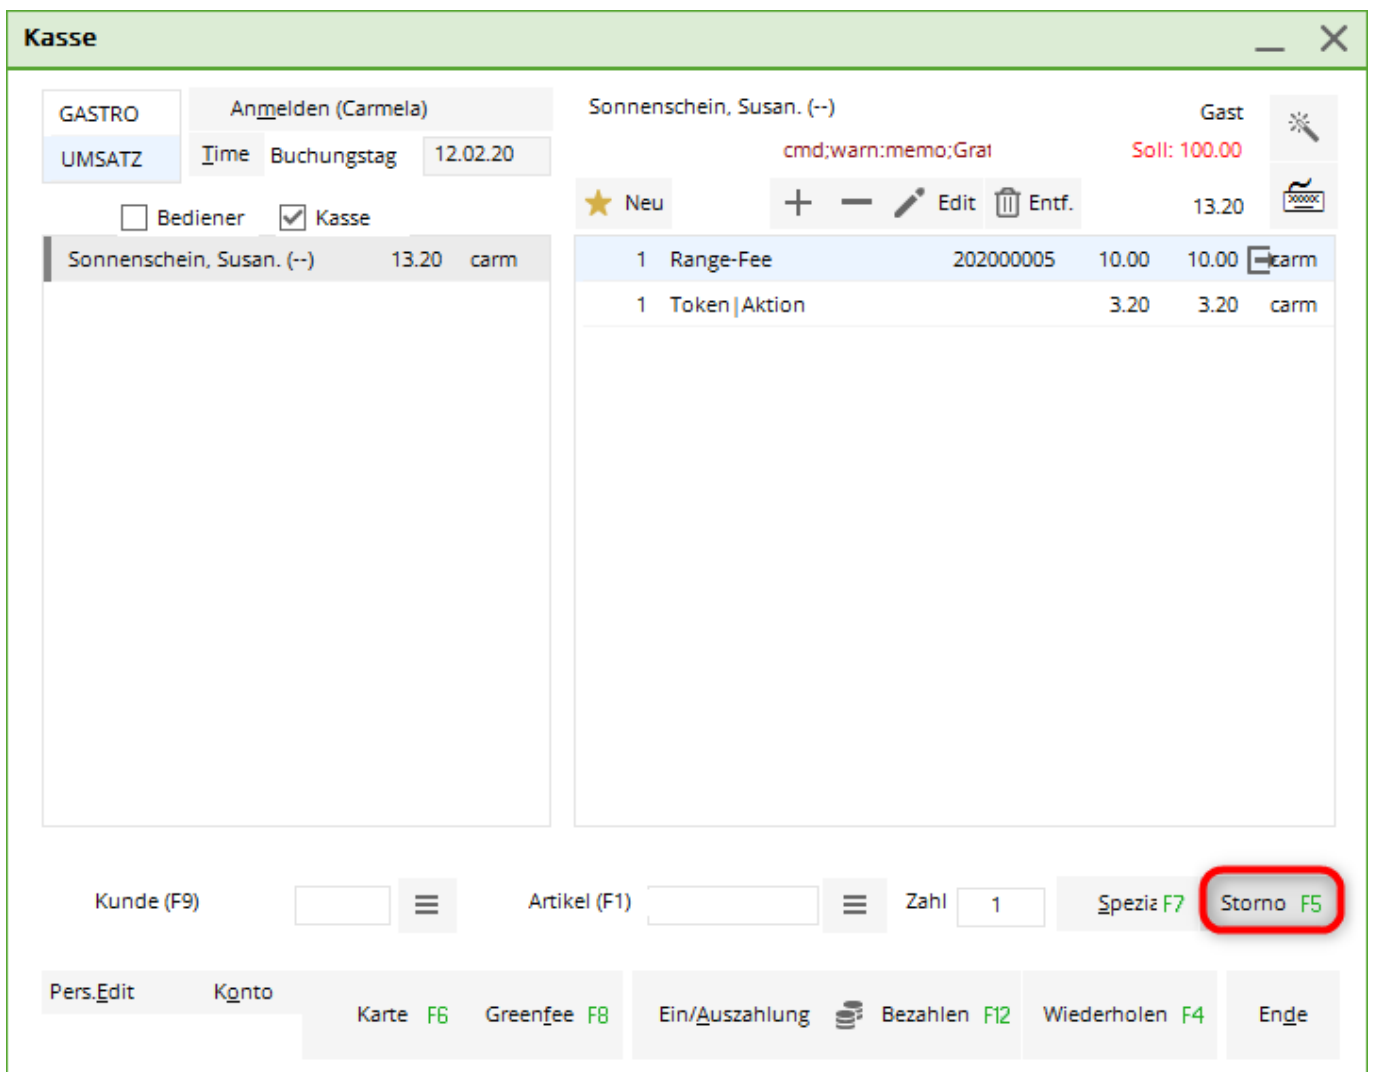 Kasse
GASTRO
UMSATZ
Anmelden (Carmela)
Time Buchungstag 12.02.20
Bediener Kasse
Sonnenschein, Susan. (--) 13.20 carm
Sonnenschein, Susan. (--) Gast
cmd;warn:memo;Grat Soll: 100.00
Neu Edit Entf. 13.20
1 Range-Fee 202000005 10.00 10.00 carm
1 Token|Aktion 3.20 3.20 carm
Kunde (F9) Artikel (F1) Zahl 1 Spezia F7 Storno F5
Pers.Edit Konto Karte F6 Greenfee F8 Ein/Auszahlung Bezahlen F12 Wiederholen F4 Ende